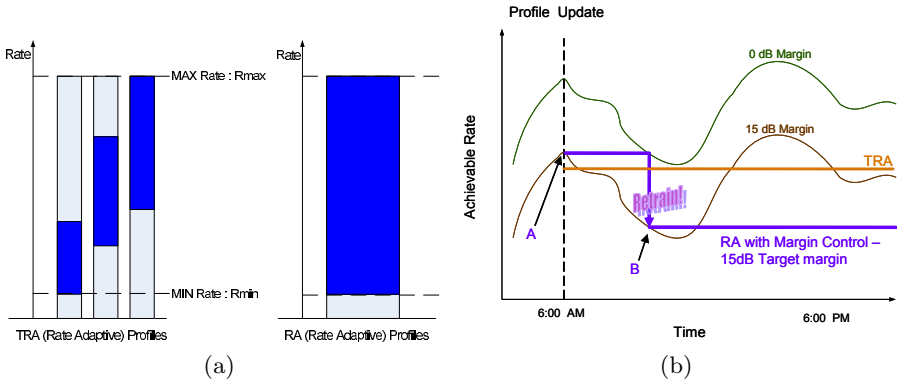 Rate
MAX Rate : Rmax
MIN Rate : Rmin
TRA (Rate Adaptive) Profiles
Rate
RA (Rate Adaptive) Profiles
(a)
Profile Update
0 dB Margin
15 dB Margin
TRA
Retrain!
A
B
RA with Margin Control –
15dB Target margin
Achievable Rate
6:00 AM
6:00 PM
Time
(b)